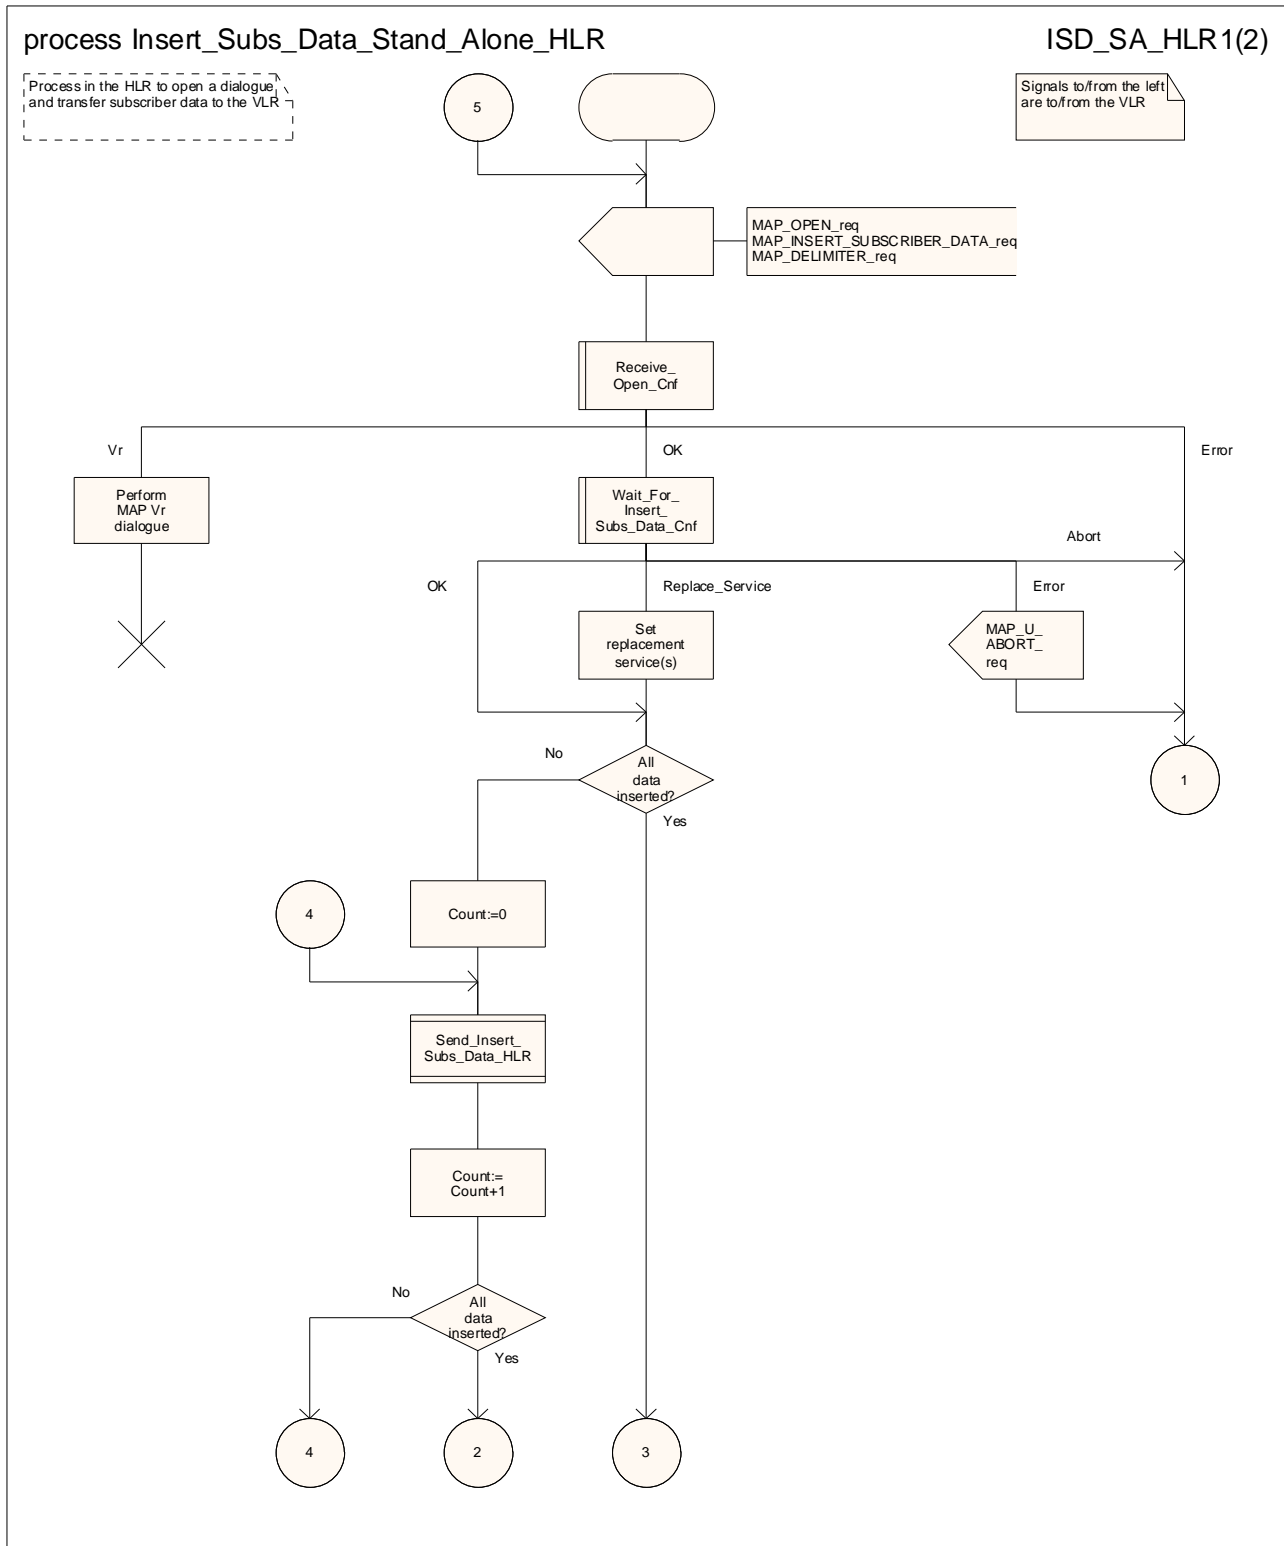 process Insert_Subs_Data_Stand_Alone_HLR
ISD_SA_HLR1(2)
Process in the HLR to open a dialogue
and transfer subscriber data to the VLR
5
Signals to/from the left
are to/from the VLR
MAP_OPEN_req
MAP_INSERT_SUBSCRIBER_DATA_req
MAP_DELIMITER_req
Receive_
Open_Cnf
Vr
OK
Error
Perform
MAP Vr
dialogue
Wait_For_
Insert_
Subs_Data_Cnf
Abort
OK
Replace_Service
Error
Set
replacement
service(s)
MAP_U_
ABORT_
req
No
All
data
inserted?
Yes
1
4
Count:=0
Send_Insert_
Subs_Data_HLR
Count:=
Count+1
No
All
data
inserted?
Yes
4
2
3